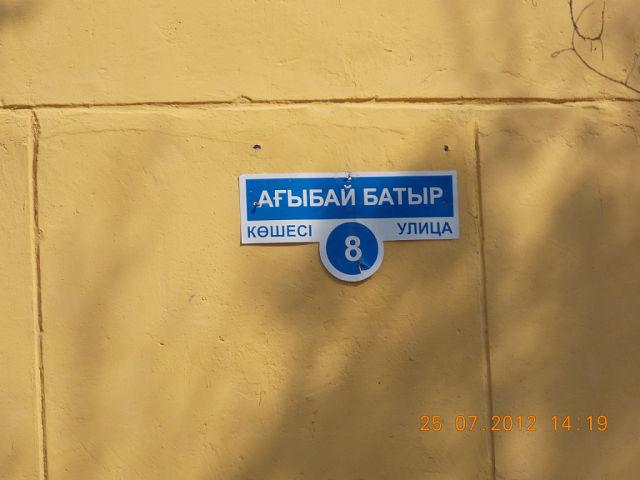 АҒЫБАЙ БАТЫР
КӨШЕСІ УЛИЦА
8
25.07.2012 14:19